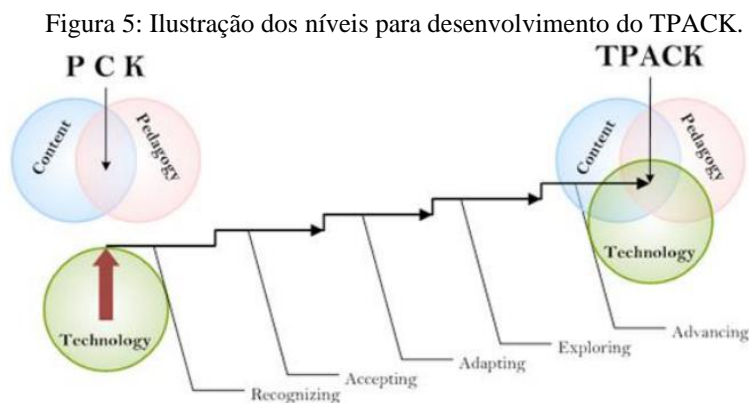 Figura 5: Ilustração dos níveis para desenvolvimento do TPACK.
P C K
TPACK
Content
Pedagogy
Content
Pedagogy
Technology
Technology
Recognizing
Accepting
Adapting
Exploring
Advancing